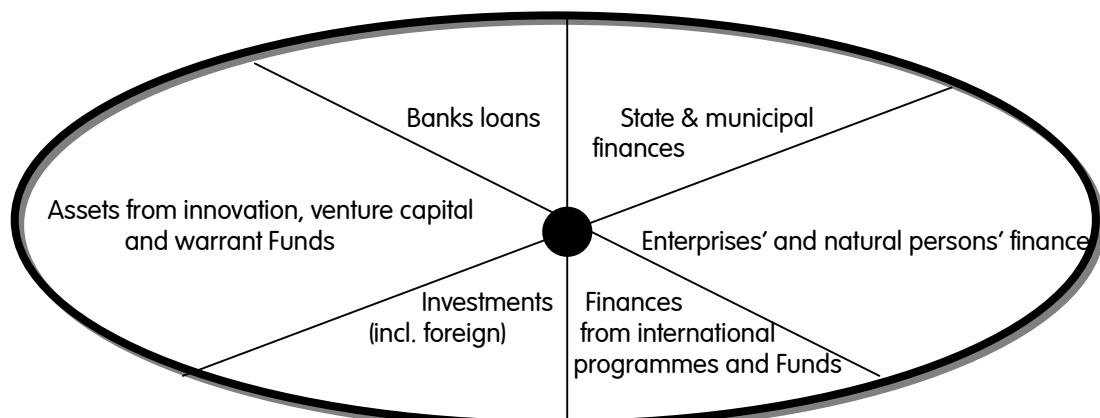 Banks loans
State & municipal
finances
Assets from innovation, venture capital
and warrant Funds
Enterprises’ and natural persons’ finance
Investments
(incl. foreign)
Finances
from international
programmes and Funds